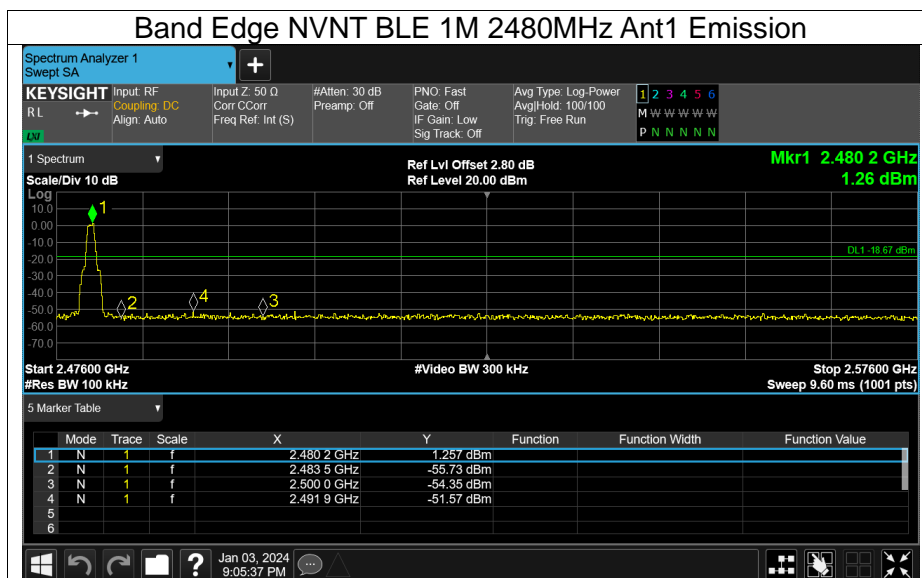 Band Edge NVNT BLE 1M 2480MHz Ant1 Emission
Spectrum Analyzer 1
Swept SA
+
KEYSIGHT Input: RF Input Z: 50 Ω #Atten: 30 dB PNO: Fast Avg Type: Log-Power 1 2 3 4 5 6
R L Coupling: DC Corr CCorr Preamp: Off Gate: Off Avg|Hold: 100/100 M W W W W W
Align: Auto Freq Ref: Int (S) IF Gain: Low Trig: Free Run
LXI Sig Track: Off P N N N N N
1 Spectrum Ref Lvl Offset 2.80 dB Mkr1 2.480 2 GHz
Scale/Div 10 dB Ref Level 20.00 dBm 1.26 dBm
Log
10.0 1
0.00
-10.0 DL1 -18.67 dBm
-20.0
-30.0
-40.0 2 4 3
-50.0
-60.0
-70.0
Start 2.47600 GHz #Video BW 300 kHz Stop 2.57600 GHz
#Res BW 100 kHz Sweep 9.60 ms (1001 pts)
5 Marker Table
Mode Trace Scale X Y Function Function Width Function Value
1 N 1 f 2.480 2 GHz 1.257 dBm
2 N 1 f 2.483 5 GHz -55.73 dBm
3 N 1 f 2.500 0 GHz -54.35 dBm
4 N 1 f 2.491 9 GHz -51.57 dBm
5
6
? Jan 03, 2024
9:05:37 PM